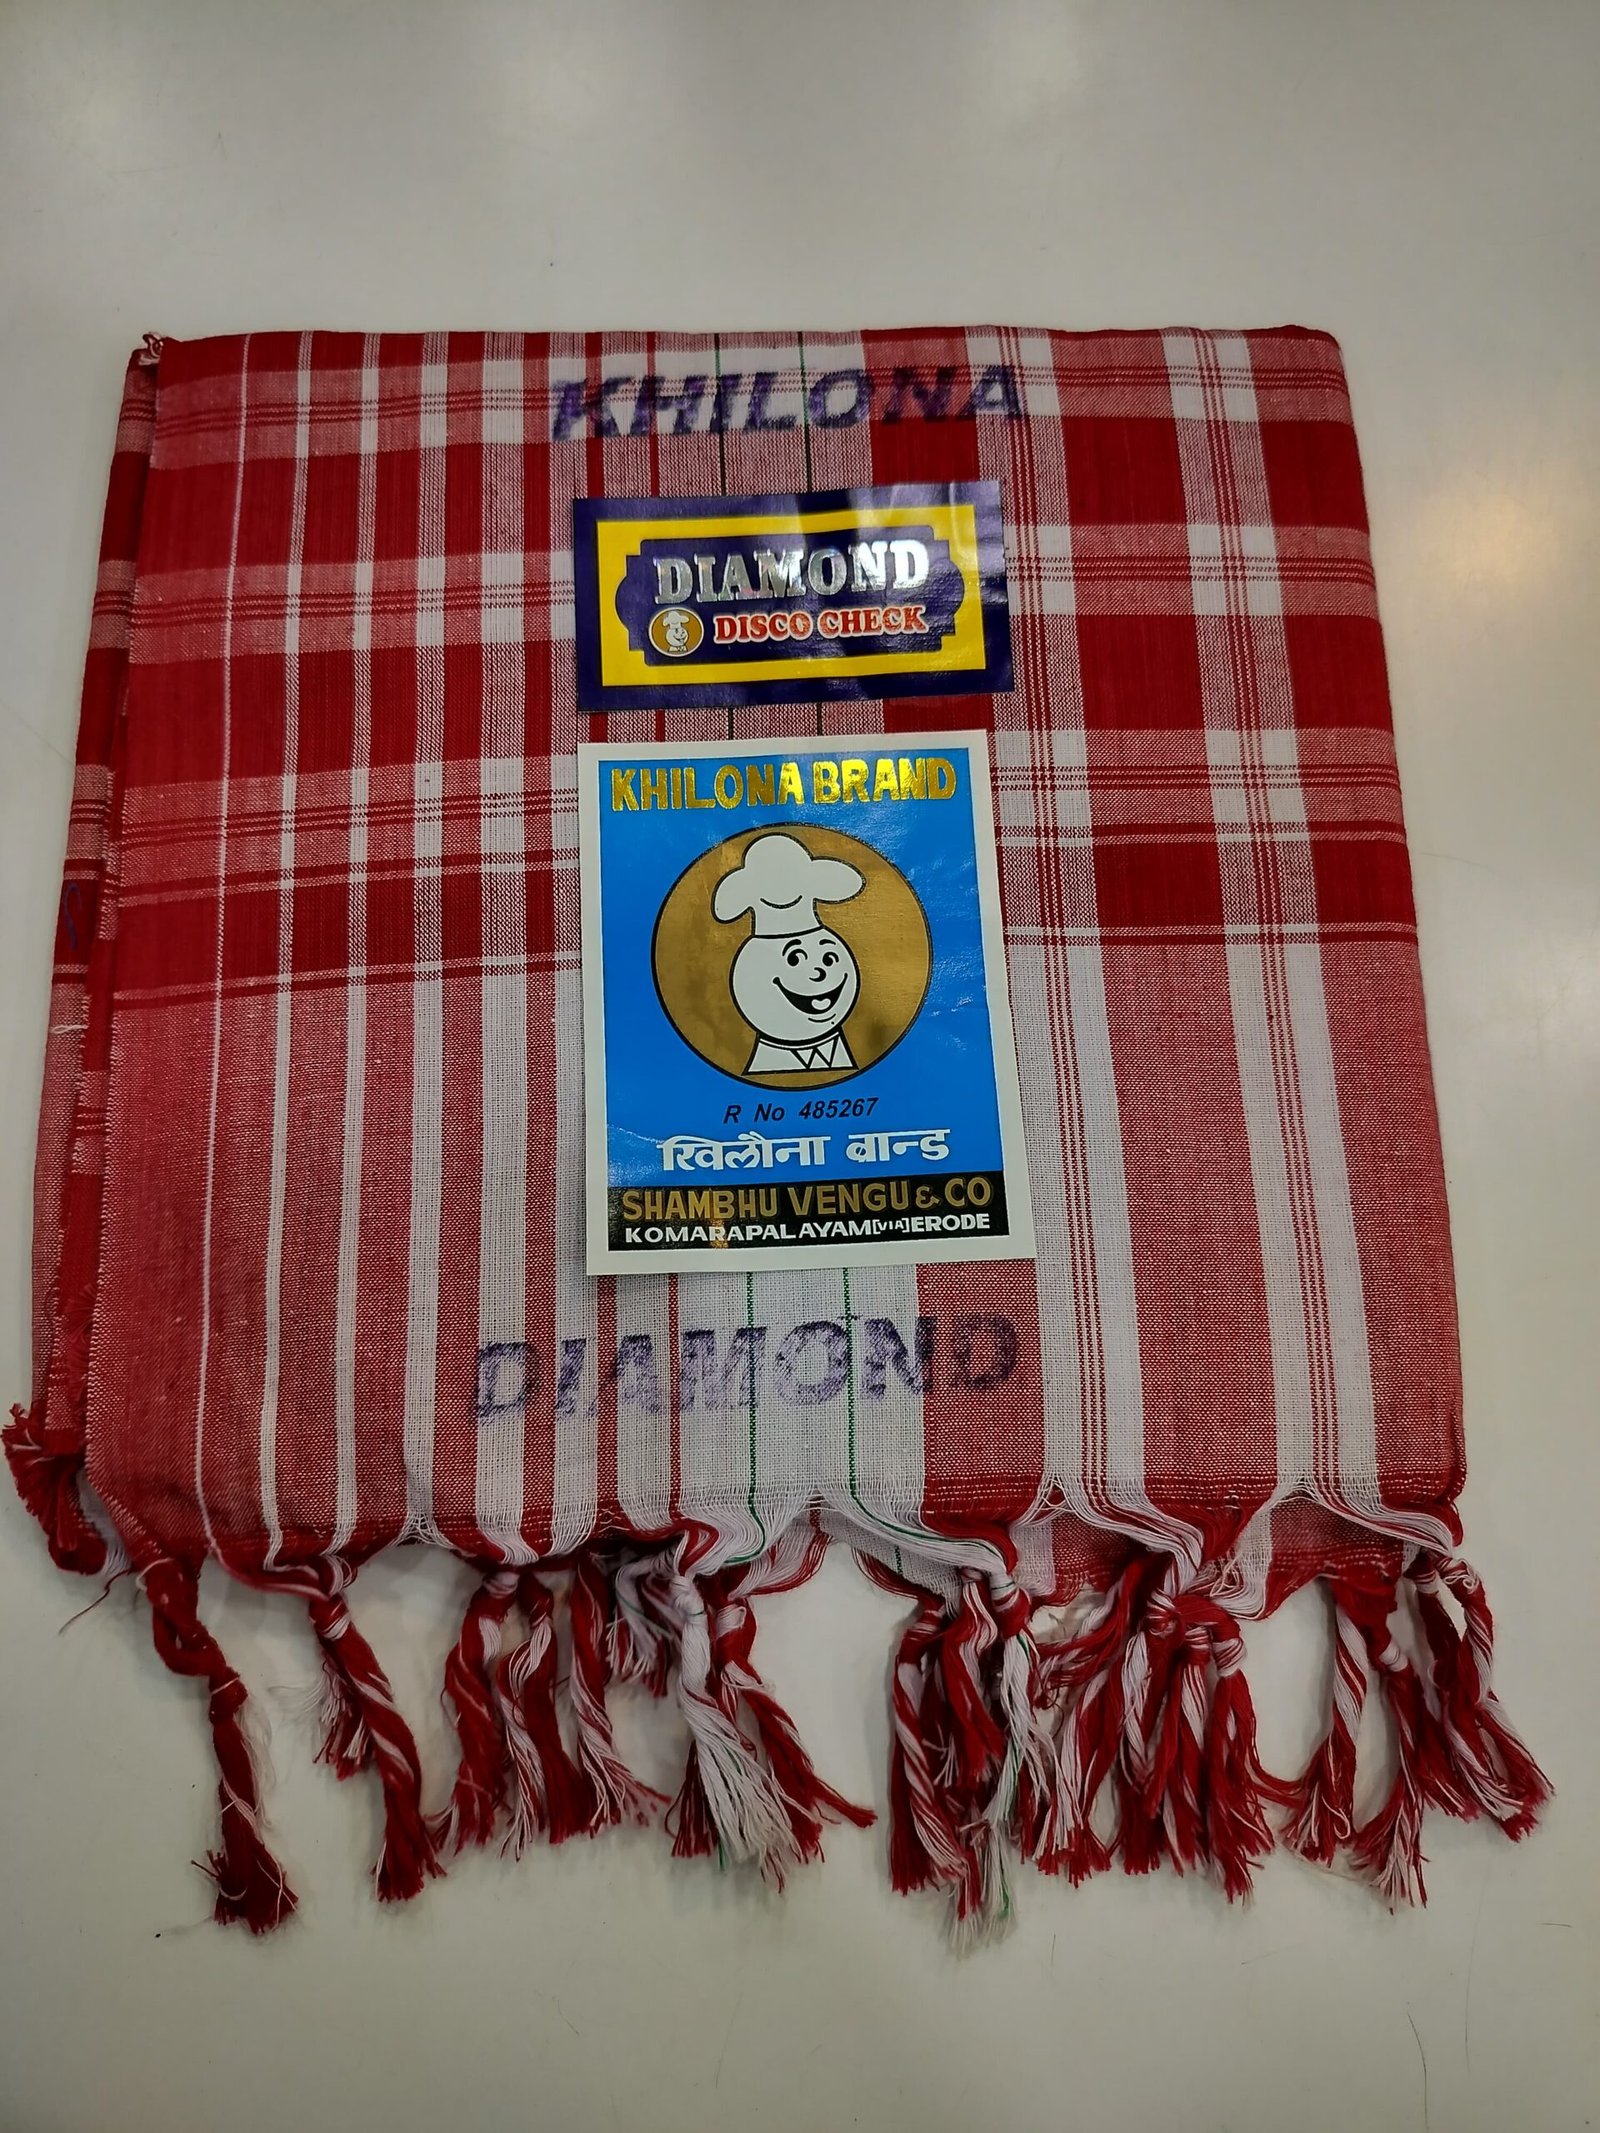 KHILONA
DIAMOND
DISCO CHECK
KHILONA BRAND
R No 485267
खिलौना ब्रान्ड
SHAMBHU VENGU & CO
KOMARAPALAYAM[VIA]ERODE
DIAMOND